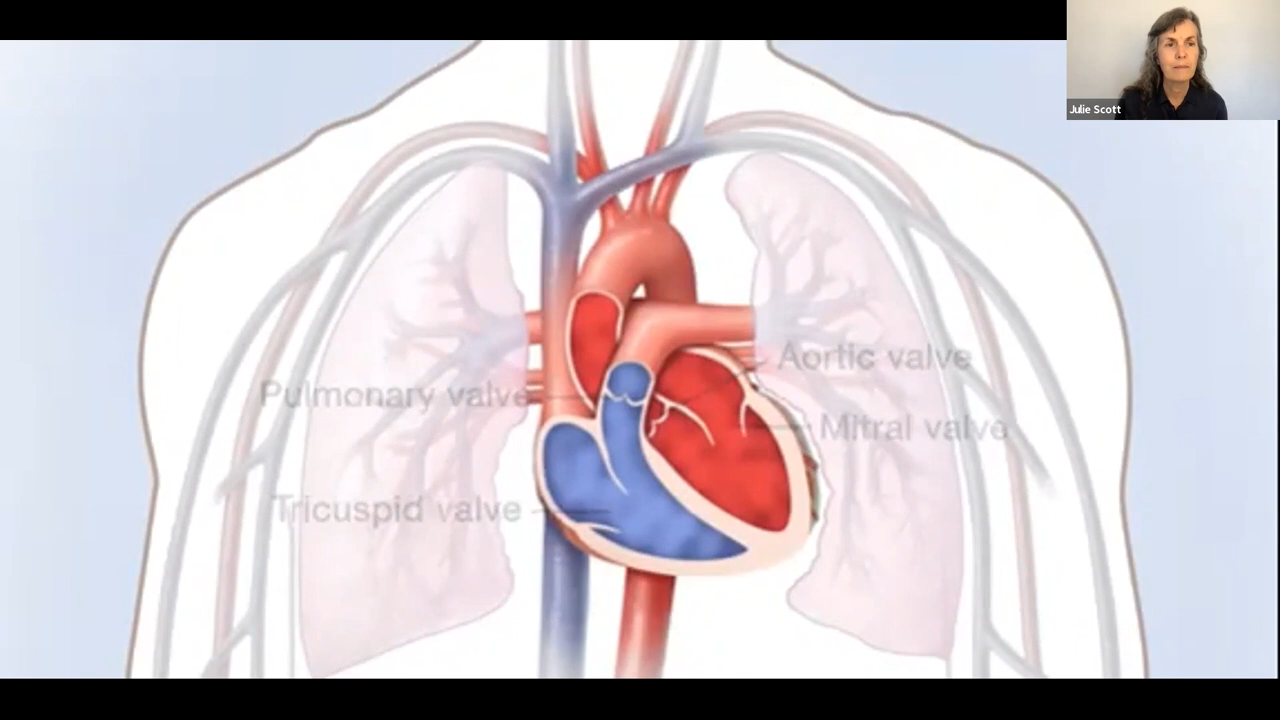 Julie Scott
Aortic valve
Pulmonary valve
Mitral valve
Tricuspid valve